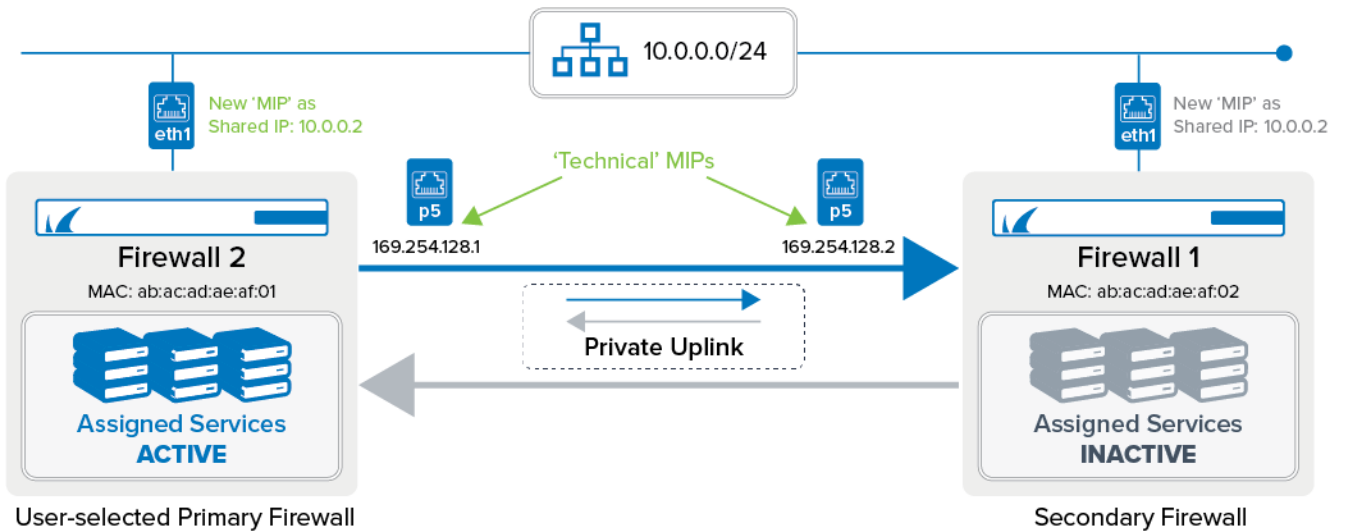 10.0.0.0/24
eth1
New ‘MIP’ as
Shared IP: 10.0.0.2
eth1
New ‘MIP’ as
Shared IP: 10.0.0.2
‘Technical’ MIPs
p5
p5
169.254.128.1
169.254.128.2
Firewall 2
MAC: ab:ac:ad:ae:af:01
Firewall 1
MAC: ab:ac:ad:ae:af:02
Private Uplink
Assigned Services
ACTIVE
Assigned Services
INACTIVE
User-selected Primary Firewall
Secondary Firewall